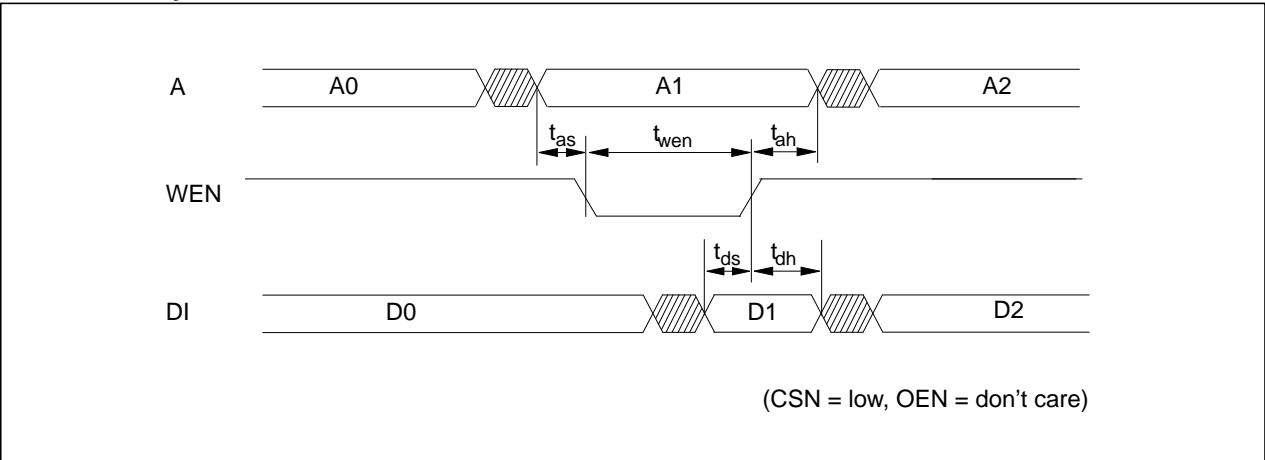 A A0 A1 A2
tas twen tah
WEN
tds tdh
DI D0 D1 D2
(CSN = low, OEN = don't care)